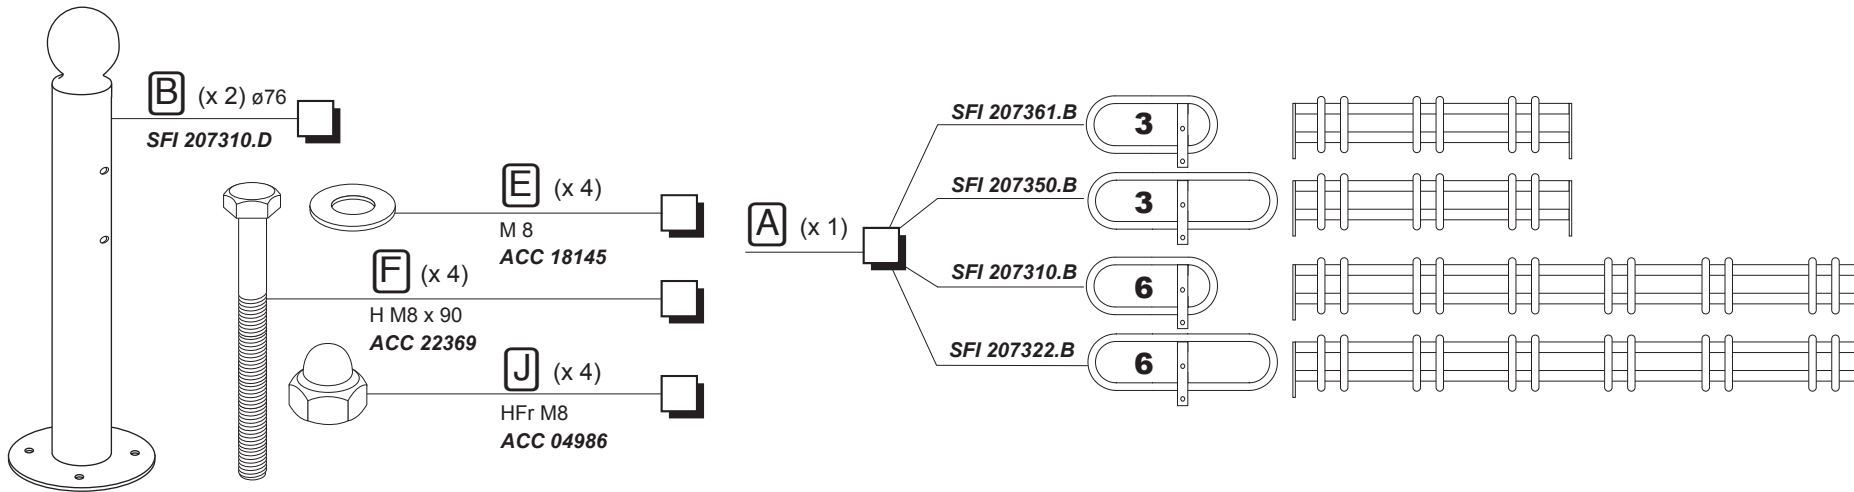 B (x 2) ø76
SFI 207310.D
E (x 4)
M 8
ACC 18145
F (x 4)
H M8 x 90
ACC 22369
J (x 4)
HFr M8
ACC 04986
A (x 1)
SFI 207361.B 3
SFI 207350.B 3
SFI 207310.B 6
SFI 207322.B 6